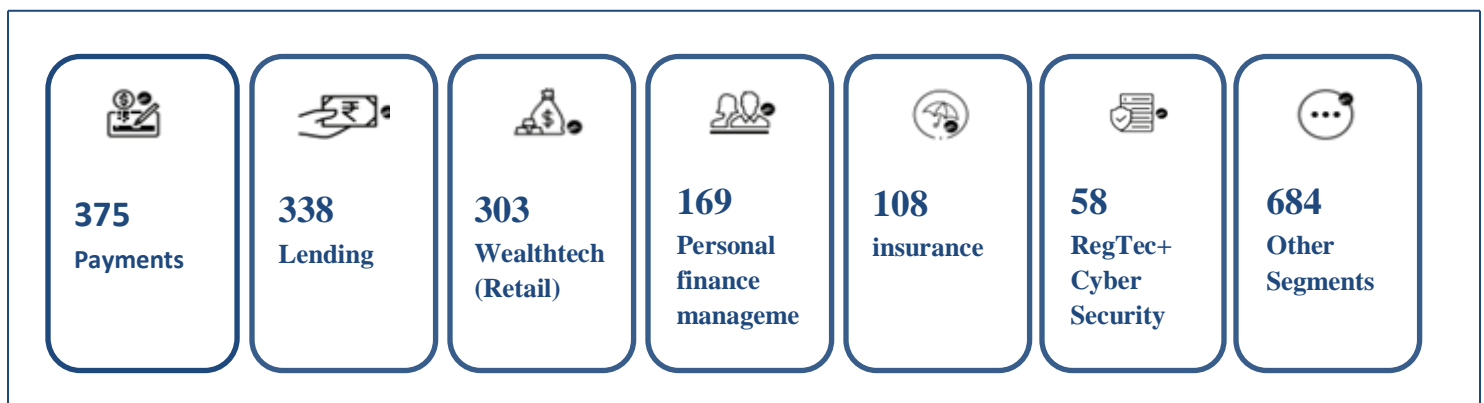 375
Payments
338
Lending
303
Wealthtech
(Retail)
169
Personal
finance
manageme
108
insurance
58
RegTec+
Cyber
Security
684
Other
Segments